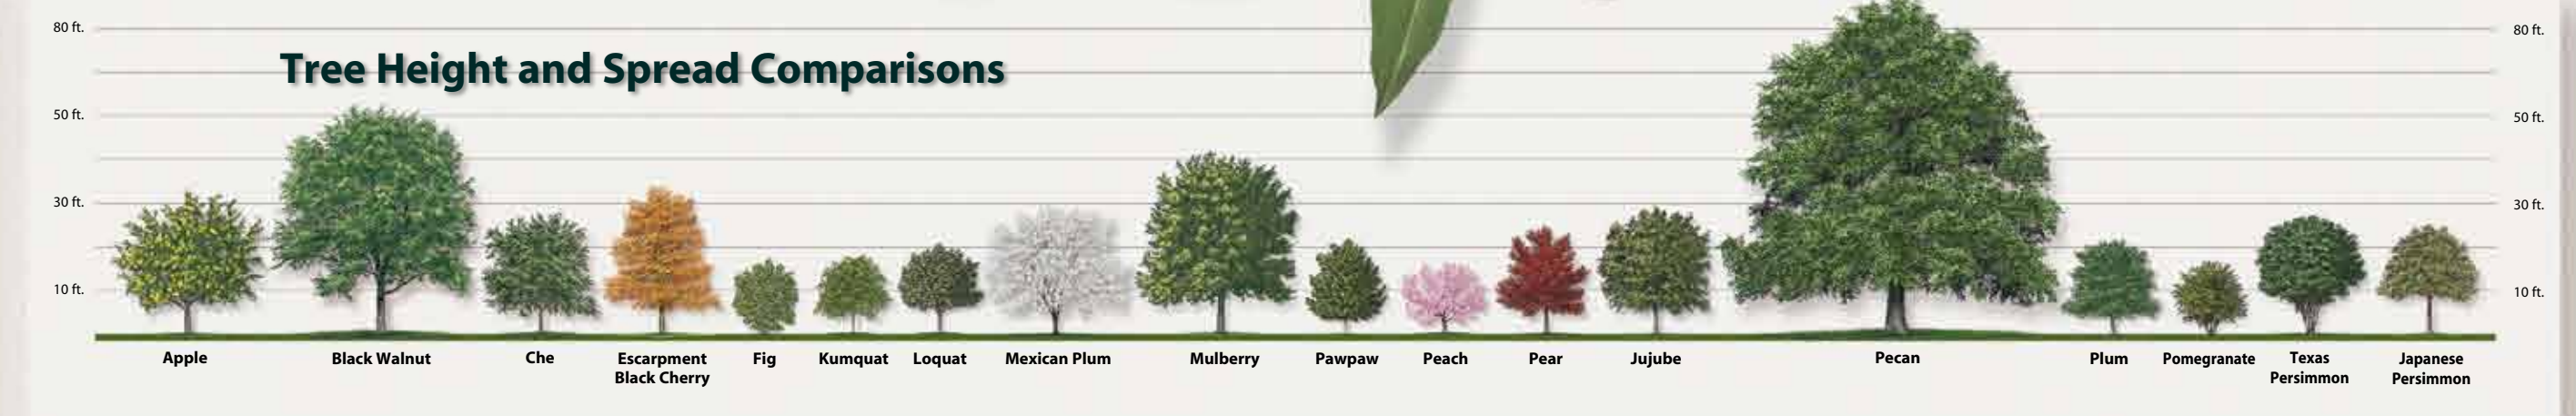 Tree Height and Spread Comparisons
80 ft.
50 ft.
30 ft.
10 ft.
80 ft.
50 ft.
30 ft.
10 ft.
Apple
Black Walnut
Che
Escarpment
Black Cherry
Fig
Kumquat
Loquat
Mexican Plum
Mulberry
Pawpaw
Peach
Pear
Jujube
Pecan
Plum
Pomegranate
Texas
Persimmon
Japanese
Persimmon